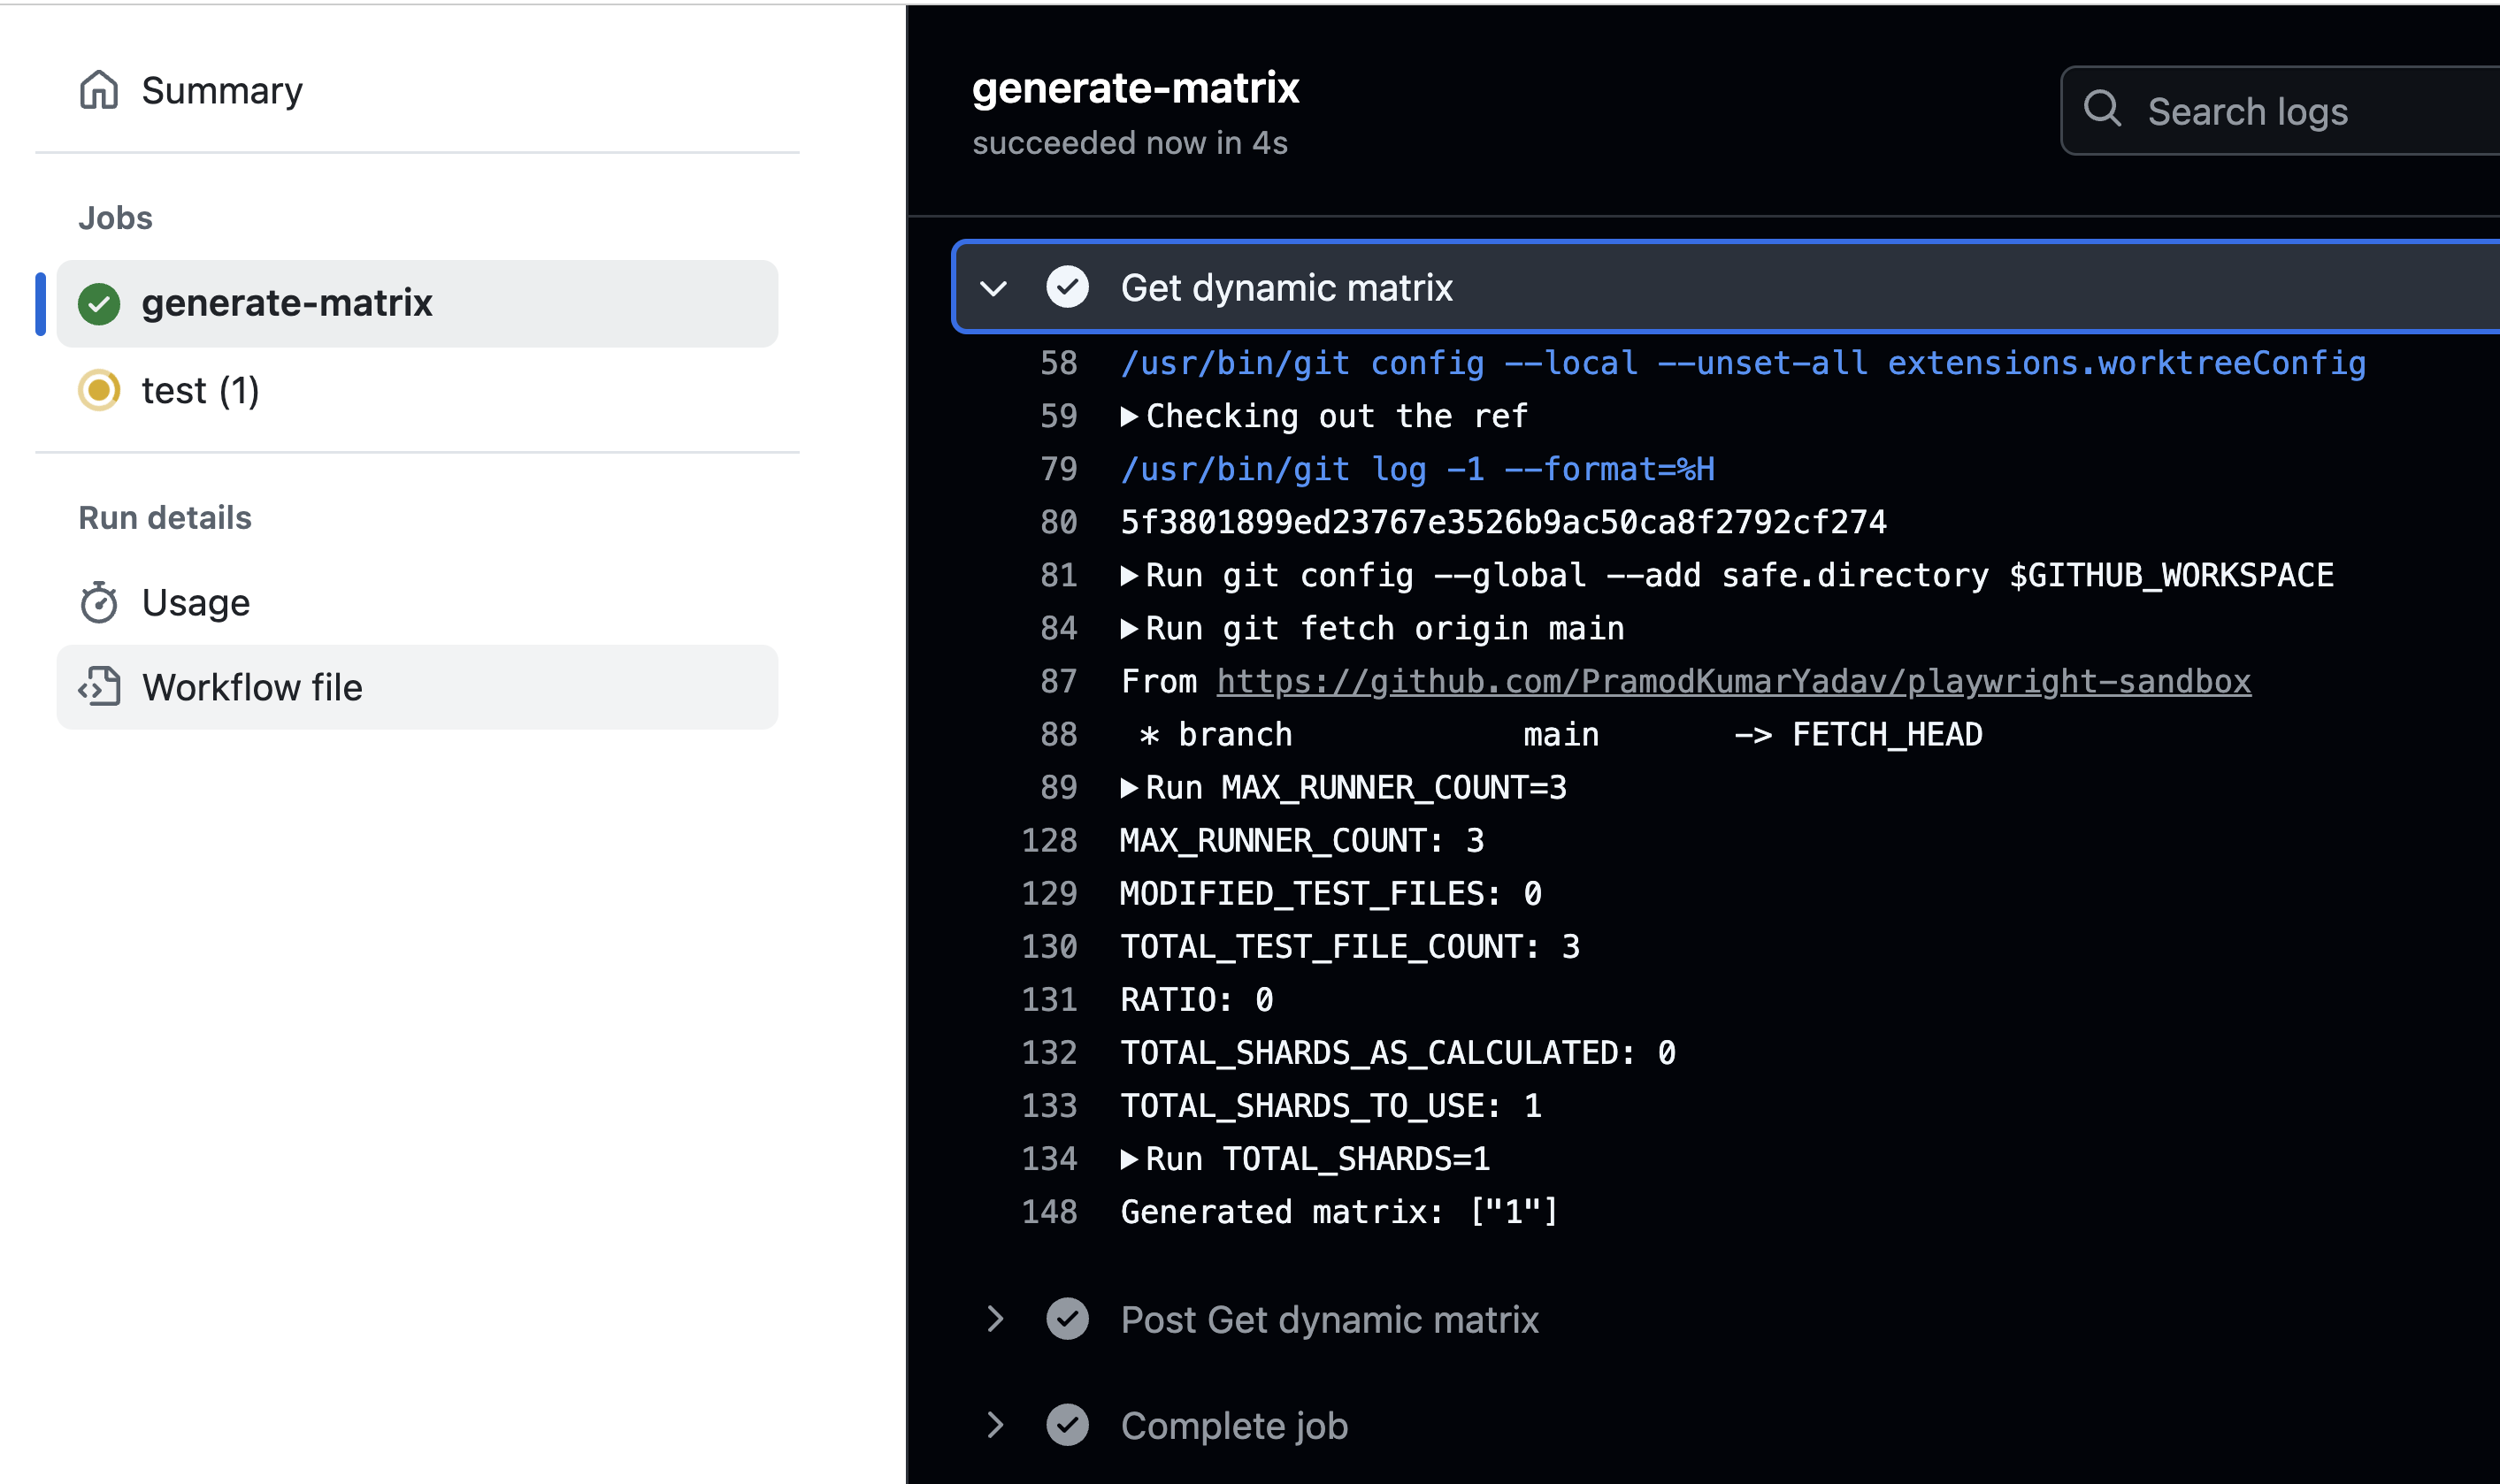 Summary
Jobs
generate-matrix
test (1)
Run details
Usage
Workflow file
generate-matrix
succeeded now in 4s
Search logs
Get dynamic matrix
58 /usr/bin/git config --local --unset-all extensions.worktreeConfig
59 Checking out the ref
79 /usr/bin/git log -1 --format=%H
80 5f3801899ed23767e3526b9ac50ca8f2792cf274
81 Run git config --global --add safe.directory $GITHUB_WORKSPACE
84 Run git fetch origin main
87 From https://github.com/PramodKumarYadav/playwright-sandbox
88 * branch            main       -> FETCH_HEAD
89 Run MAX_RUNNER_COUNT=3
128 MAX_RUNNER_COUNT: 3
129 MODIFIED_TEST_FILES: 0
130 TOTAL_TEST_FILE_COUNT: 3
131 RATIO: 0
132 TOTAL_SHARDS_AS_CALCULATED: 0
133 TOTAL_SHARDS_TO_USE: 1
134 Run TOTAL_SHARDS=1
148 Generated matrix: ["1"]
Post Get dynamic matrix
Complete job